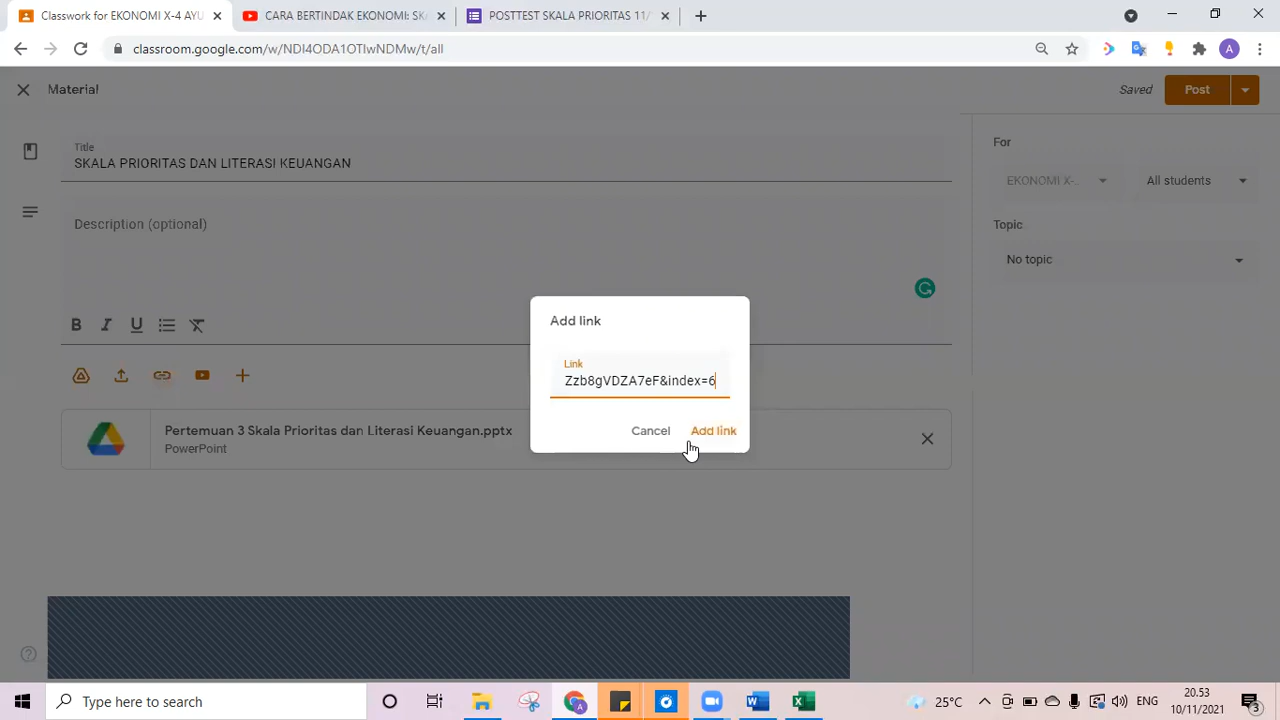 Classwork for EKONOMI X-4 AYU
CARA BERTINDAK EKONOMI: SK
POSTTEST SKALA PRIORITAS 11/
classroom.google.com/w/NDI4ODA1OTIwNDMw/t/all
A
Material
Saved
Post
Title
SKALA PRIORITAS DAN LITERASI KEUANGAN
For
EKONOMI X-..
All students
Description (optional)
Topic
No topic
B I U
Add link
Link
Zzb8gVDZA7eF&index=6
Cancel
Add link
Pertemuan 3 Skala Prioritas dan Literasi Keuangan.pptx
PowerPoint
Type here to search
25°C
ENG
20.53
10/11/2021
3